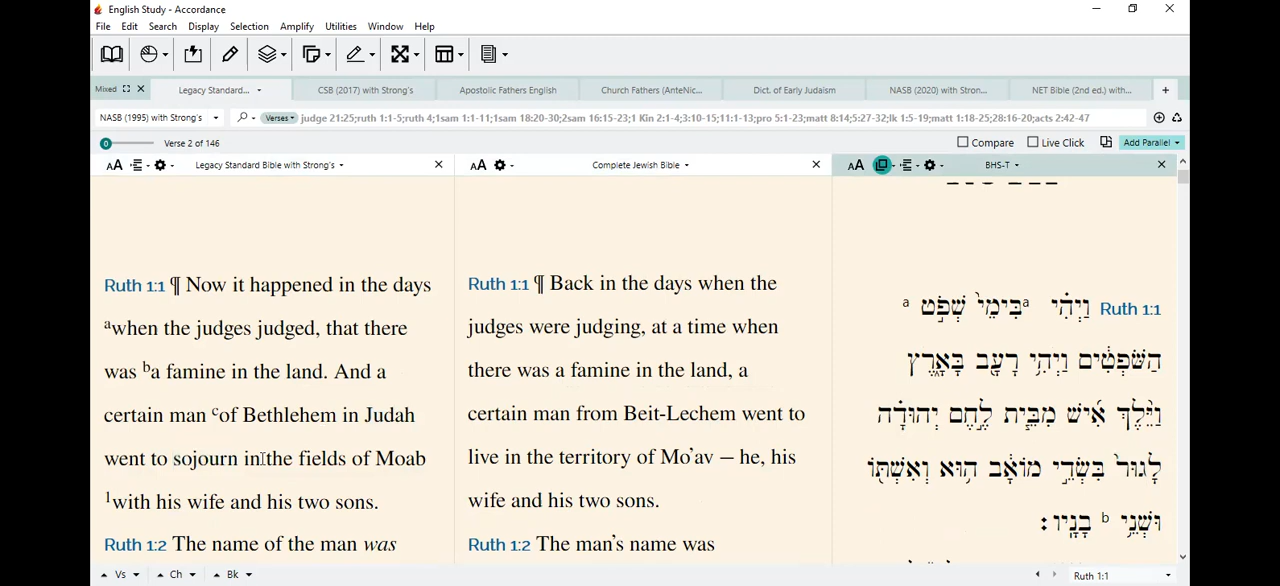 English Study - Accordance
File Edit Search Display Selection Amplify Utilities Window Help
Mixed Legacy Standard... CSB (2017) with Strong's Apostolic Fathers English Church Fathers (AnteNic... Dict. of Early Judaism NASB (2020) with Stron... NET Bible (2nd ed.) with... +
NASB (1995) with Strong's Verses judge 21:25;ruth 1:1-5;ruth 4;1sam 1:1-11;1sam 18:20-30;2sam 16:15-23;1 Kin 2:1-4;3:10-15;11:1-13;pro 5:1-23;matt 8:14;5:27-32;lk 1:5-19;matt 1:18-25;28:16-20;acts 2:42-47
0 Verse 2 of 146 Compare Live Click Add Parallel
AA Legacy Standard Bible with Strong's
AA Complete Jewish Bible
AA BHS-T
Ruth 1:1 ¶ Now it happened in the days
ᵃwhen the judges judged, that there
was ᵇa famine in the land. And a
certain man ᶜof Bethlehem in Judah
went to sojourn in the fields of Moab
¹with his wife and his two sons.
Ruth 1:2 The name of the man was
Ruth 1:1 ¶ Back in the days when the
judges were judging, at a time when
there was a famine in the land, a
certain man from Beit-Lechem went to
live in the territory of Mo'av – he, his
wife and his two sons.
Ruth 1:2 The man's name was
Ruth 1:1 וַיְהִ֗י ᵃבִּימֵי֙ שְׁפֹ֣ט ᵃ
הַשֹּׁפְטִ֔ים וַיְהִ֥י רָעָ֖ב בָּאָ֑רֶץ
וַיֵּ֨לֶךְ אִ֜ישׁ מִבֵּ֧ית לֶ֣חֶם יְהוּדָ֗ה
לָגוּר֙ בִּשְׂדֵ֣י מוֹאָ֔ב ה֥וּא וְאִשְׁתּ֖וֹ
וּשְׁנֵ֥י ᵇ בָנָֽיו׃
Vs Ch Bk Ruth 1:1